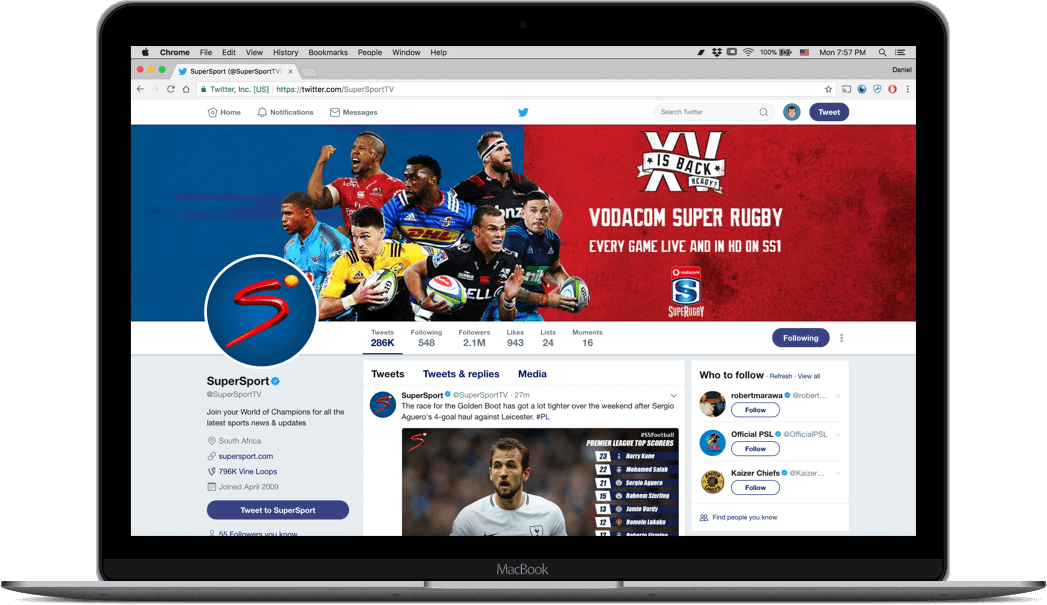 Chrome File Edit View History Bookmarks People Window Help 100% Mon 7:57 PM
SuperSport (@SuperSportTV) Daniel
Twitter, Inc. [US] https://twitter.com/SuperSportTV
Home Notifications Messages Search Twitter Tweet
XV
IS BACK
READY?
VODACOM SUPER RUGBY
EVERY GAME LIVE AND IN HD ON SS1
vodacom
SUPERUGBY
DHL
Tweets Following Followers Likes Lists Moments
286K 548 2.1M 943 24 16
Following
SuperSport
@SuperSportTV
Join your World of Champions for all the
latest sports news & updates
South Africa
supersport.com
796K Vine Loops
Joined April 2009
Tweet to SuperSport
55 Followers you know
Tweets Tweets & replies Media
SuperSport @SuperSportTV · 27m
The race for the Golden Boot has got a lot tighter over the weekend after Sergio
Aguero's 4-goal haul against Leicester. #PL
#SSFootball
PREMIER LEAGUE TOP SCORERS
23 Harry Kane
22 Mohamed Salah
21 Sergio Aguero
15 Raheem Sterling
13 Jamie Vardy
12 Romelu Lukaku
Roberto Firmino
Who to follow · Refresh · View all
robertmarawa @robert...
Follow
Official PSL @OfficialPSL
Follow
Kaizer Chiefs @Kaizer...
Follow
Find people you know
MacBook